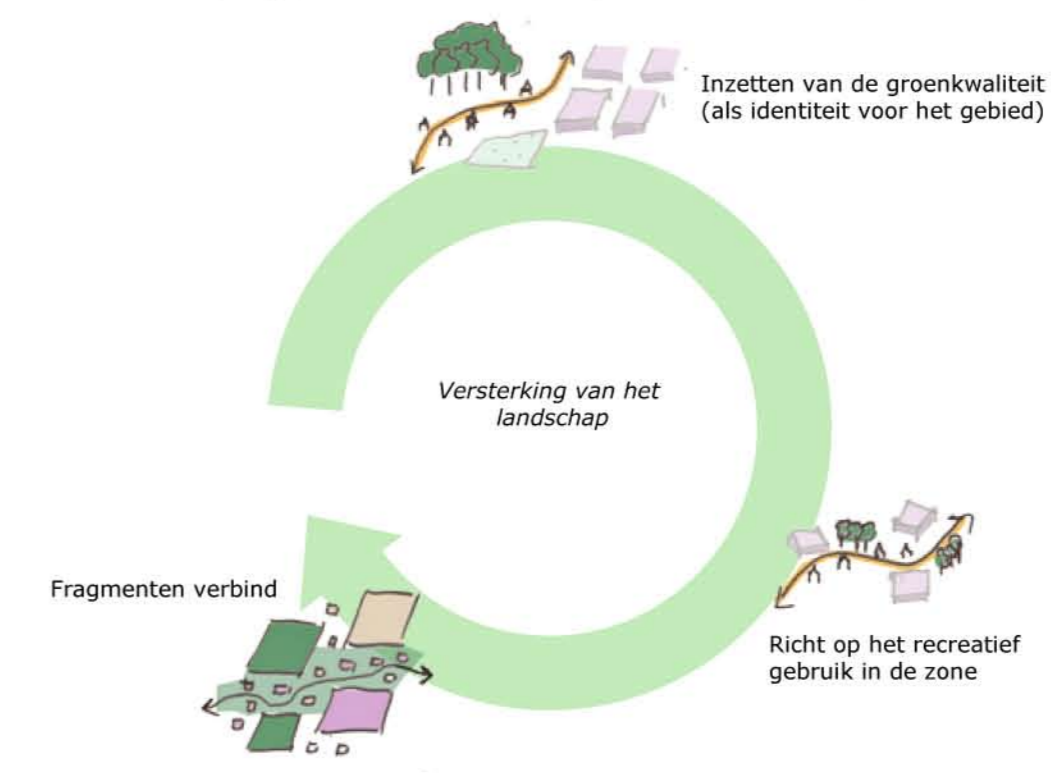 Inzetten van de groenkwaliteit
(als identiteit voor het gebied)
Versterking van het
landschap
Fragmenten verbind
Richt op het recreatief
gebruik in de zone